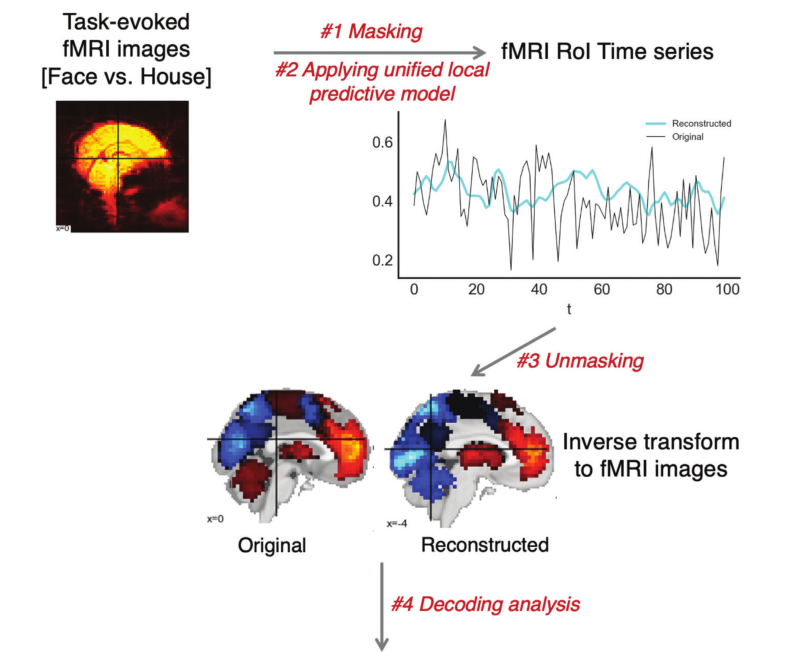 Task-evoked
fMRI images
[Face vs. House]
#1 Masking
#2 Applying unified local
predictive model
fMRI RoI Time series
x=0
Reconstructed
Original
0.6
0.4
0.2
0 20 40 60 80 100
t
#3 Unmasking
x=0
x=-4
Original
Reconstructed
Inverse transform
to fMRI images
#4 Decoding analysis